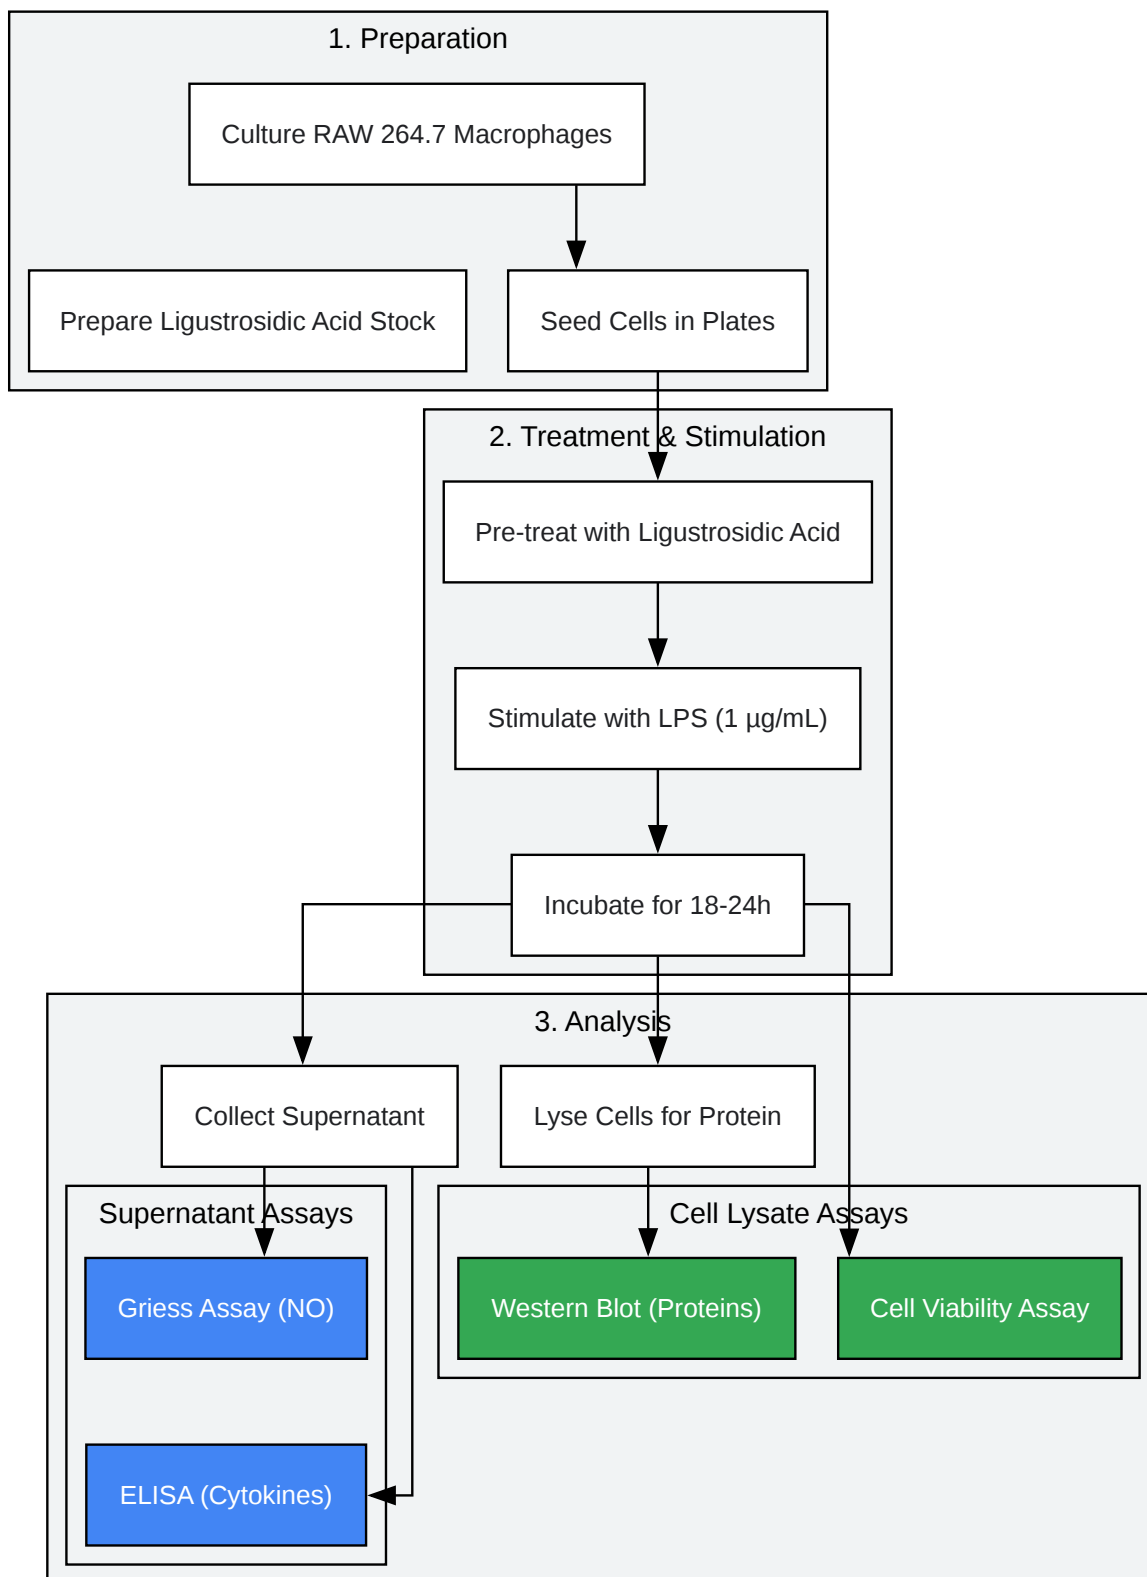 1. Preparation
Culture RAW 264.7 Macrophages
Prepare Ligustrosidic Acid Stock
Seed Cells in Plates
2. Treatment & Stimulation
Pre-treat with Ligustrosidic Acid
Stimulate with LPS (1 µg/mL)
Incubate for 18-24h
3. Analysis
Collect Supernatant
Lyse Cells for Protein
Supernatant Assays
Cell Lysate Assays
Griess Assay (NO)
Western Blot (Proteins)
Cell Viability Assay
ELISA (Cytokines)